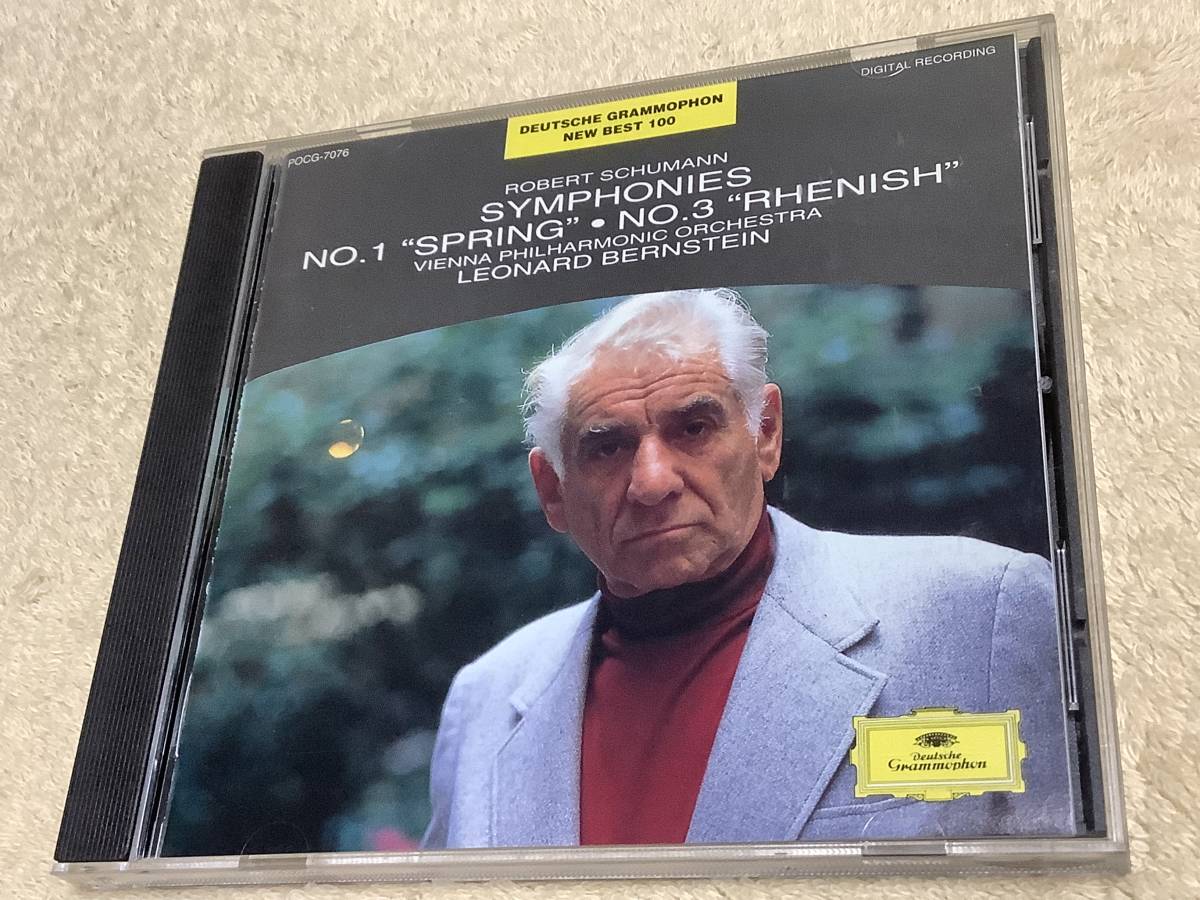 DIGITAL RECORDING
DEUTSCHE GRAMMOPHON
NEW BEST 100
POCG-7076
ROBERT SCHUMANN
SYMPHONIES
NO.1 “SPRING” • NO.3 “RHENISH”
VIENNA PHILHARMONIC ORCHESTRA
LEONARD BERNSTEIN
Deutsche
Grammophon